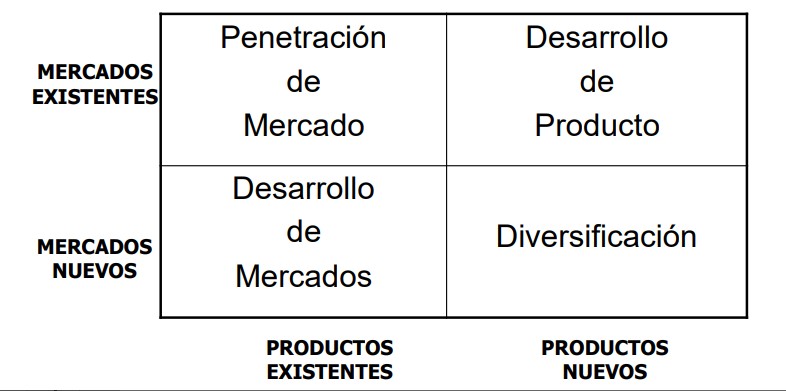 Penetración
de
Mercado
Desarrollo
de
Producto
MERCADOS
EXISTENTES
Desarrollo
de
Mercados
Diversificación
MERCADOS
NUEVOS
PRODUCTOS
EXISTENTES
PRODUCTOS
NUEVOS